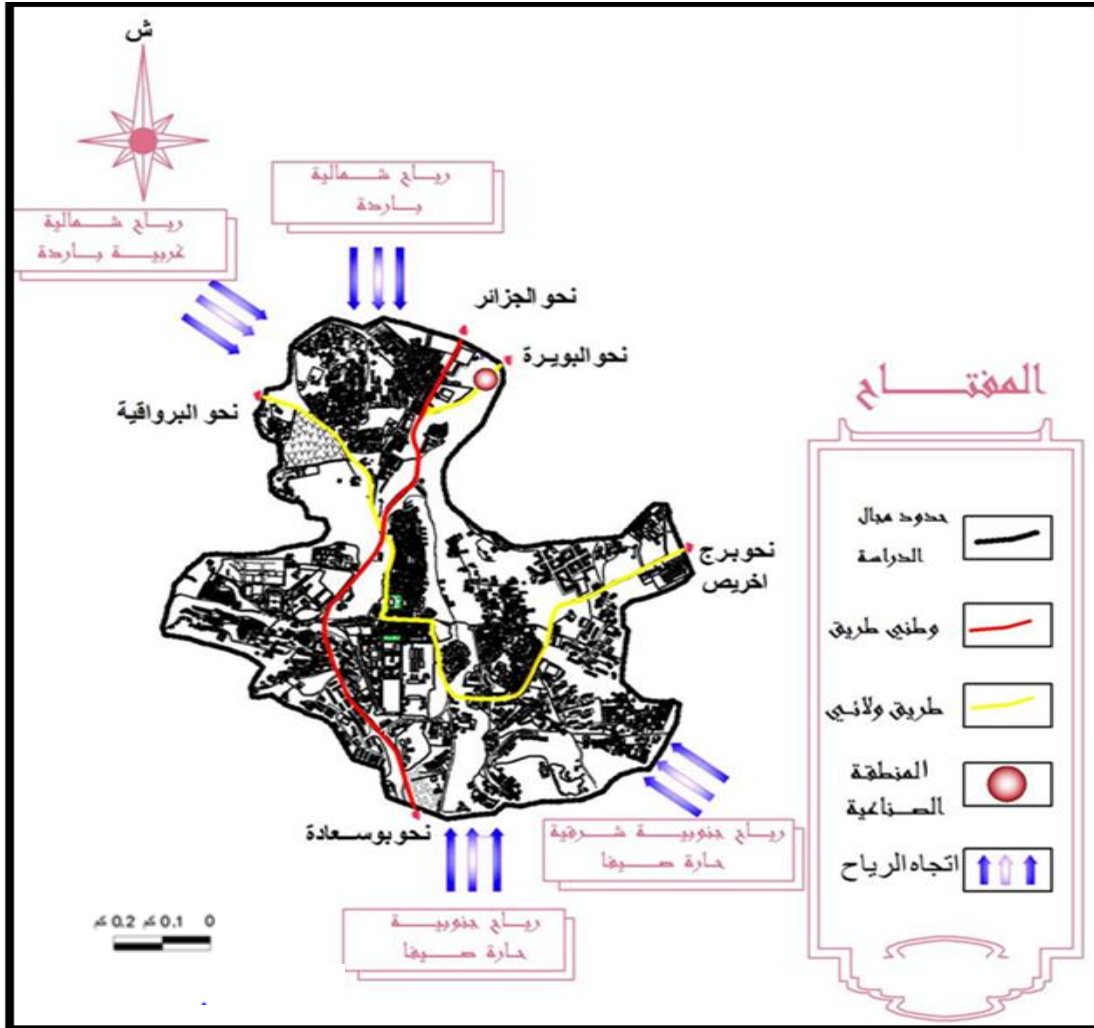 ش
رياح شمالية
باردة
رياح شمالية
غربية باردة
نحو الجزائر
نحو البويرة
نحو البرواقية
نحو برج
اخريص
نحو بوسعادة
رياح جنوبية شرقية
حارة صيفا
رياح جنوبية
حارة صيفا
0 0.1 كم 0.2 كم
المفتاح
حدود مجال
الدراسة
وطني طريق
طريق ولائي
المنطقة
الصناعية
اتجاه الرياح